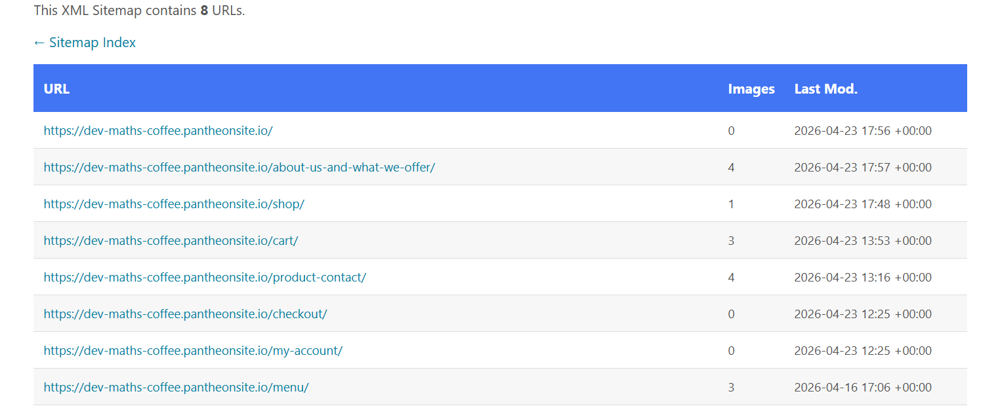 This XML Sitemap contains 8 URLs.
← Sitemap Index
URL Images Last Mod.
https://dev-maths-coffee.pantheonsite.io/ 0 2026-04-23 17:56 +00:00
https://dev-maths-coffee.pantheonsite.io/about-us-and-what-we-offer/ 4 2026-04-23 17:57 +00:00
https://dev-maths-coffee.pantheonsite.io/shop/ 1 2026-04-23 17:48 +00:00
https://dev-maths-coffee.pantheonsite.io/cart/ 3 2026-04-23 13:53 +00:00
https://dev-maths-coffee.pantheonsite.io/product-contact/ 4 2026-04-23 13:16 +00:00
https://dev-maths-coffee.pantheonsite.io/checkout/ 0 2026-04-23 12:25 +00:00
https://dev-maths-coffee.pantheonsite.io/my-account/ 0 2026-04-23 12:25 +00:00
https://dev-maths-coffee.pantheonsite.io/menu/ 3 2026-04-16 17:06 +00:00